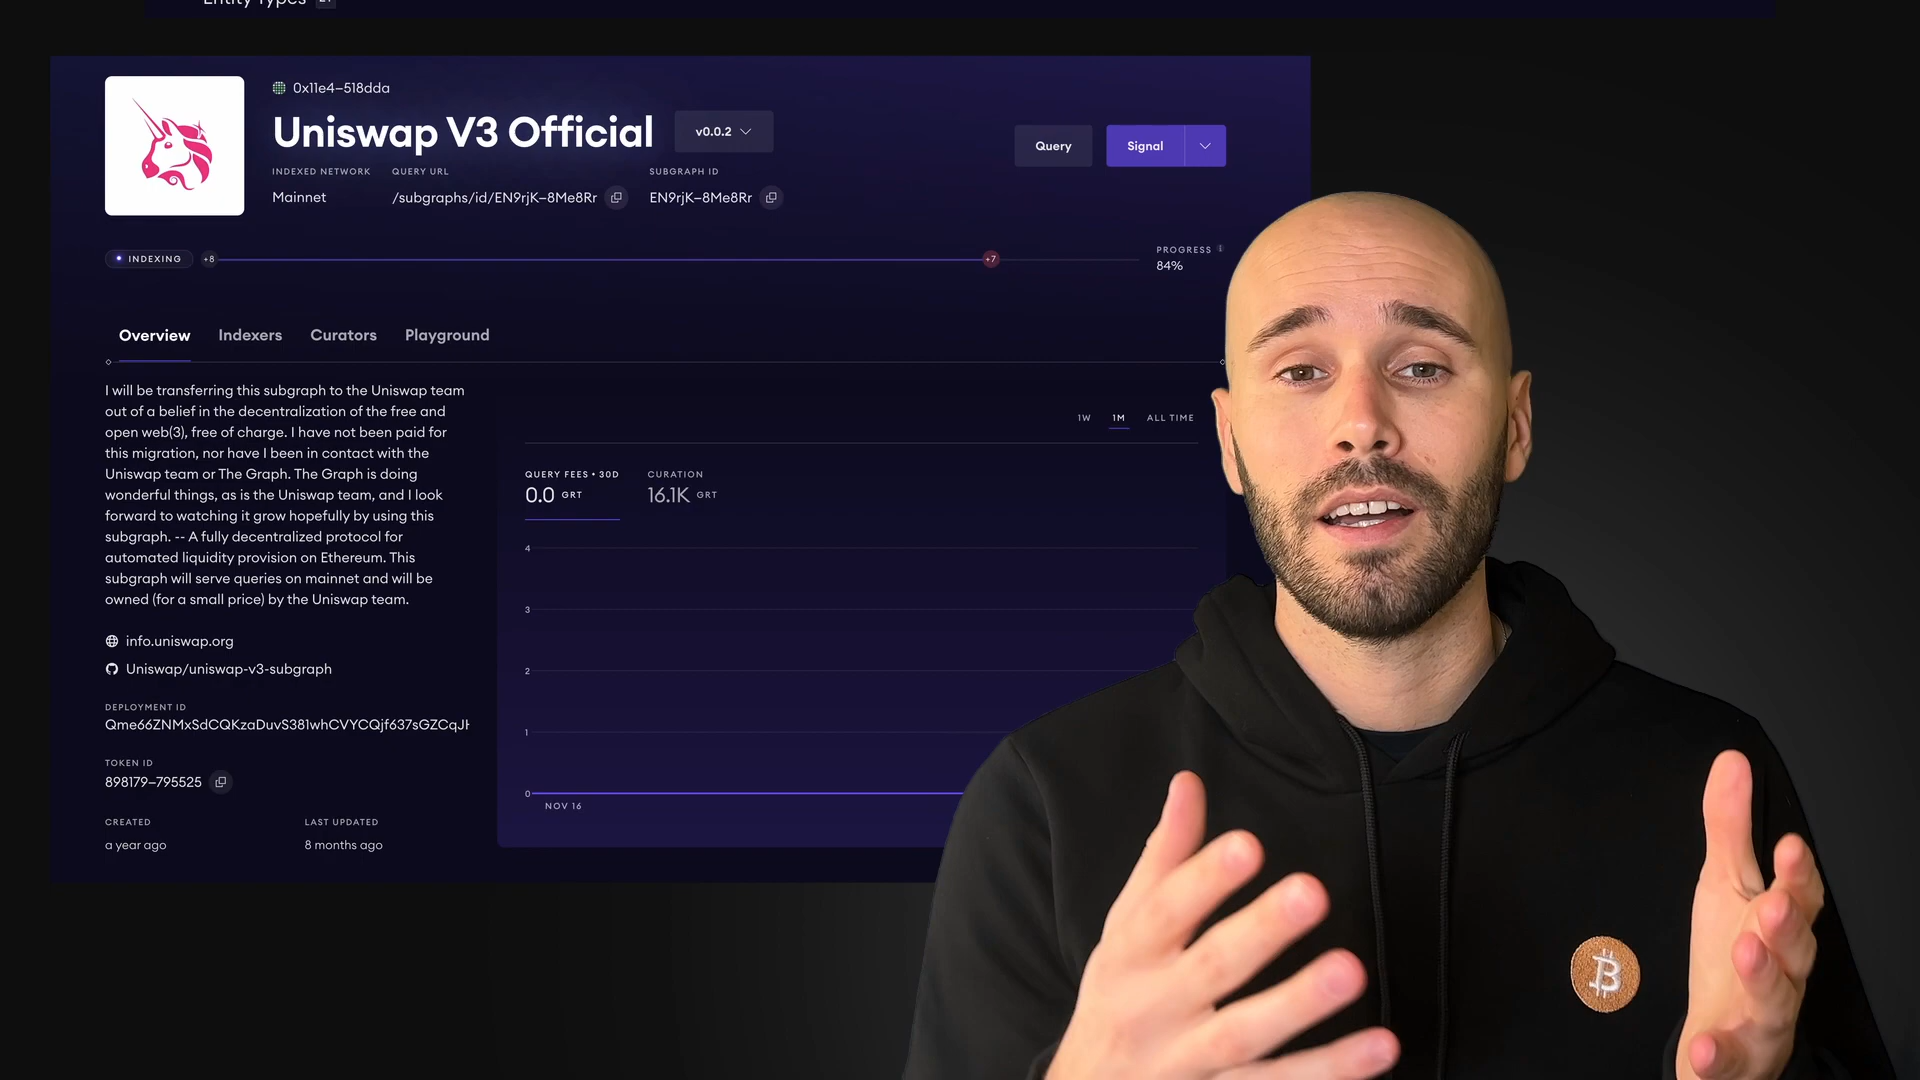 Entity Types
0x11e4–518dda
Uniswap V3 Official
v0.0.2
Query
Signal
INDEXED NETWORK
QUERY URL
SUBGRAPH ID
Mainnet
/subgraphs/id/EN9rjK–8Me8Rr
EN9rjK–8Me8Rr
INDEXING
+8
+7
PROGRESS
84%
Overview
Indexers
Curators
Playground
I will be transferring this subgraph to the Uniswap team
out of a belief in the decentralization of the free and
open web(3), free of charge. I have not been paid for
this migration, nor have I been in contact with the
Uniswap team or The Graph. The Graph is doing
wonderful things, as is the Uniswap team, and I look
forward to watching it grow hopefully by using this
subgraph. -- A fully decentralized protocol for
automated liquidity provision on Ethereum. This
subgraph will serve queries on mainnet and will be
owned (for a small price) by the Uniswap team.
info.uniswap.org
Uniswap/uniswap-v3-subgraph
DEPLOYMENT ID
Qme66ZNMxSdCQKzaDuvS381whCVYCQjf637sGZCqJH
TOKEN ID
898179–795525
CREATED
LAST UPDATED
a year ago
8 months ago
1W
1M
ALL TIME
QUERY FEES • 30D
CURATION
0.0 GRT
16.1K GRT
4
3
2
1
0
NOV 16